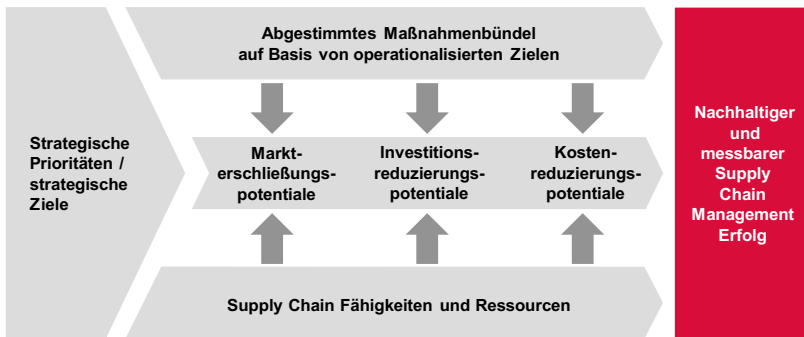 Abgestimmtes Maßnahmenbündel
auf Basis von operationalisierten Zielen
Strategische
Prioritäten /
strategische
Ziele
Markt-
erschließungs-
potentiale
Investitions-
reduzierungs-
potentiale
Kosten-
reduzierungs-
potentiale
Supply Chain Fähigkeiten und Ressourcen
Nachhaltiger
und
messbarer
Supply
Chain
Management
Erfolg